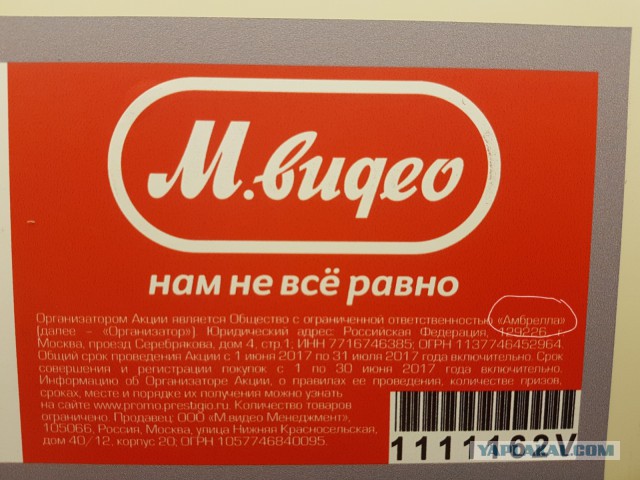 М.видео
нам не всё равно
Организатором Акции является Общество с ограниченной ответственностью «Амбрелла»
(далее – «Организатор»). Юридический адрес: Российская Федерация, 129226, г.
Москва, проезд Серебрякова, дом 4, стр.1; ИНН 7716746385; ОГРН 1137746452964.
Общий срок проведения Акции с 1 июня 2017 по 31 июля 2017 года включительно. Срок
совершения и регистрации покупок с 1 по 30 июня 2017 года включительно.
Информацию об Организаторе Акции, о правилах ее проведения, количестве призов,
сроках, месте и порядке их получения можно узнать
на сайте www.promo.prestigio.ru. Количество товаров
ограничено. Продавец: ООО «М.видео Менеджмент»,
105066, Россия, Москва, улица Нижняя Красносельская,
дом 40/12, корпус 20; ОГРН 1057746840095.
1111162V
YAPLAKAL.COM